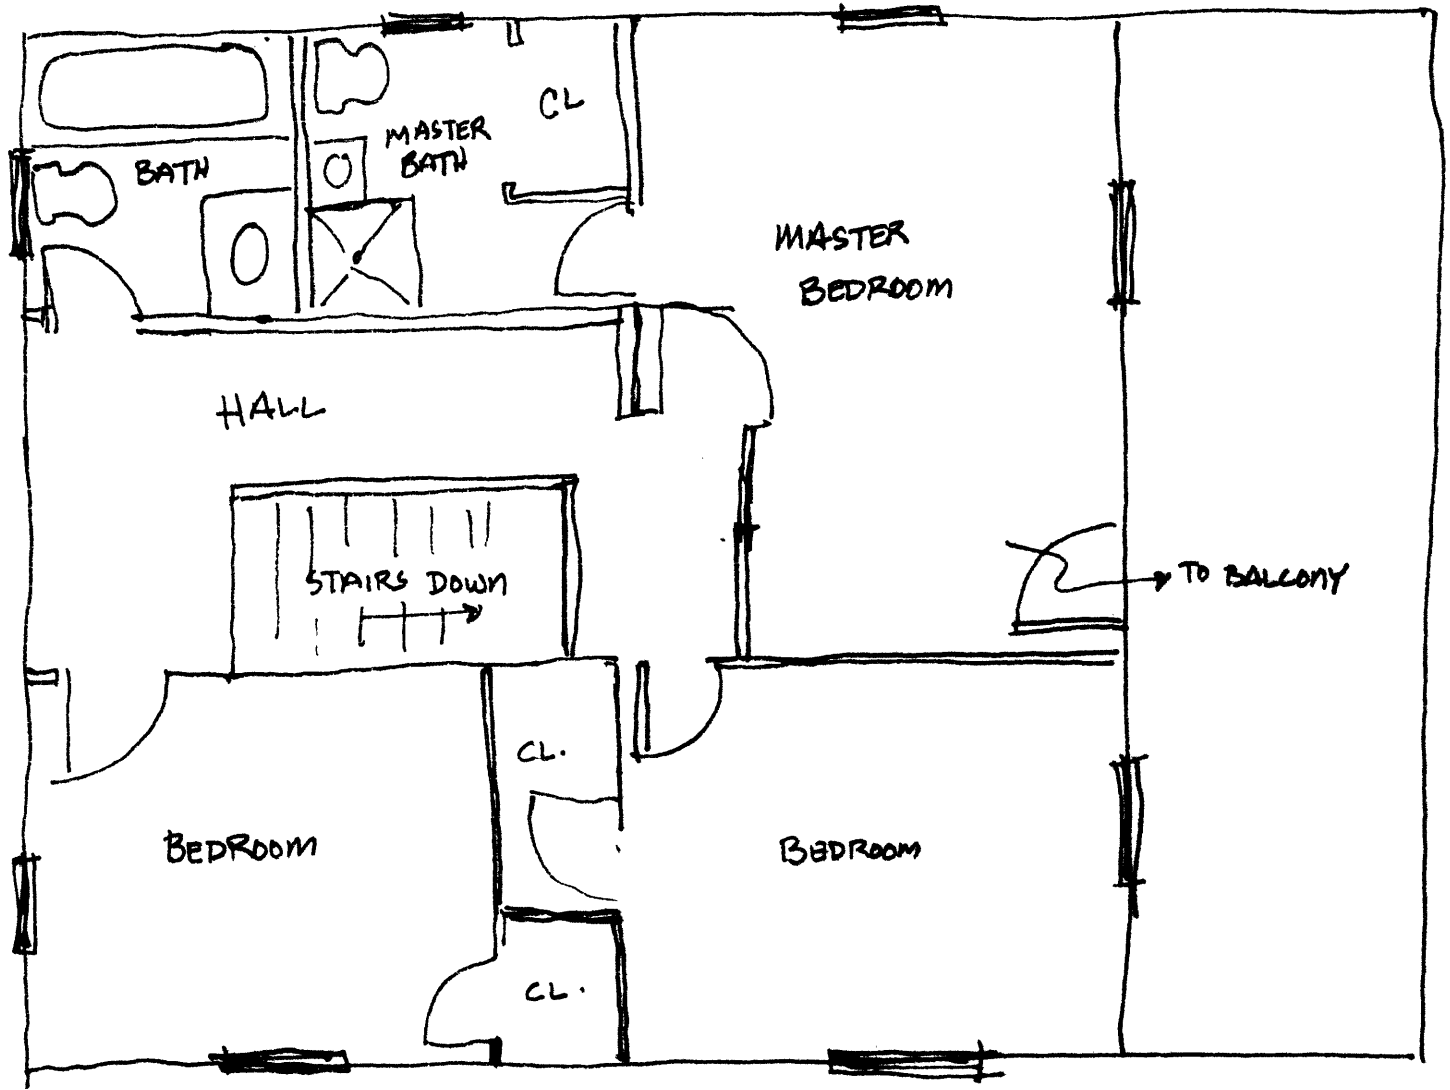 CL
MASTER
BATH
BATH
MASTER
BEDROOM
HALL
STAIRS DOWN
TO BALCONY
CL.
BEDROOM
BEDROOM
CL.